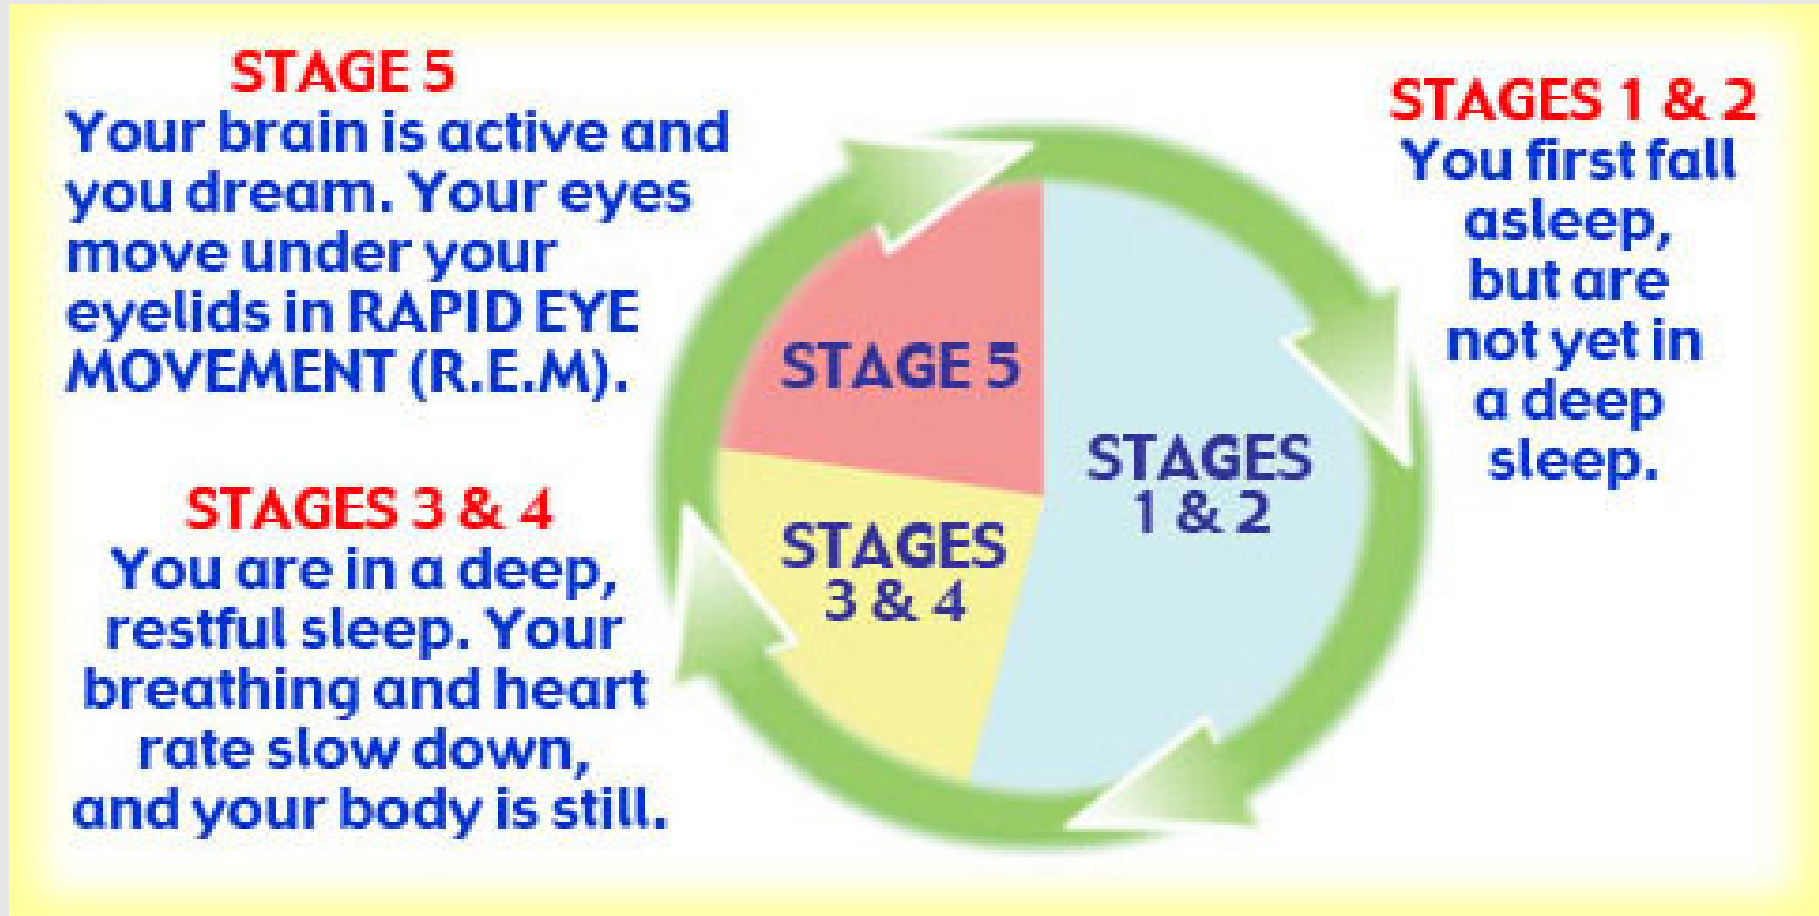 STAGE 5
Your brain is active and
you dream. Your eyes
move under your
eyelids in RAPID EYE
MOVEMENT (R.E.M).
STAGES 3 & 4
You are in a deep,
restful sleep. Your
breathing and heart
rate slow down,
and your body is still.
STAGE 5
STAGES
3 & 4
STAGES
1 & 2
STAGES 1 & 2
You first fall
asleep,
but are
not yet in
a deep
sleep.